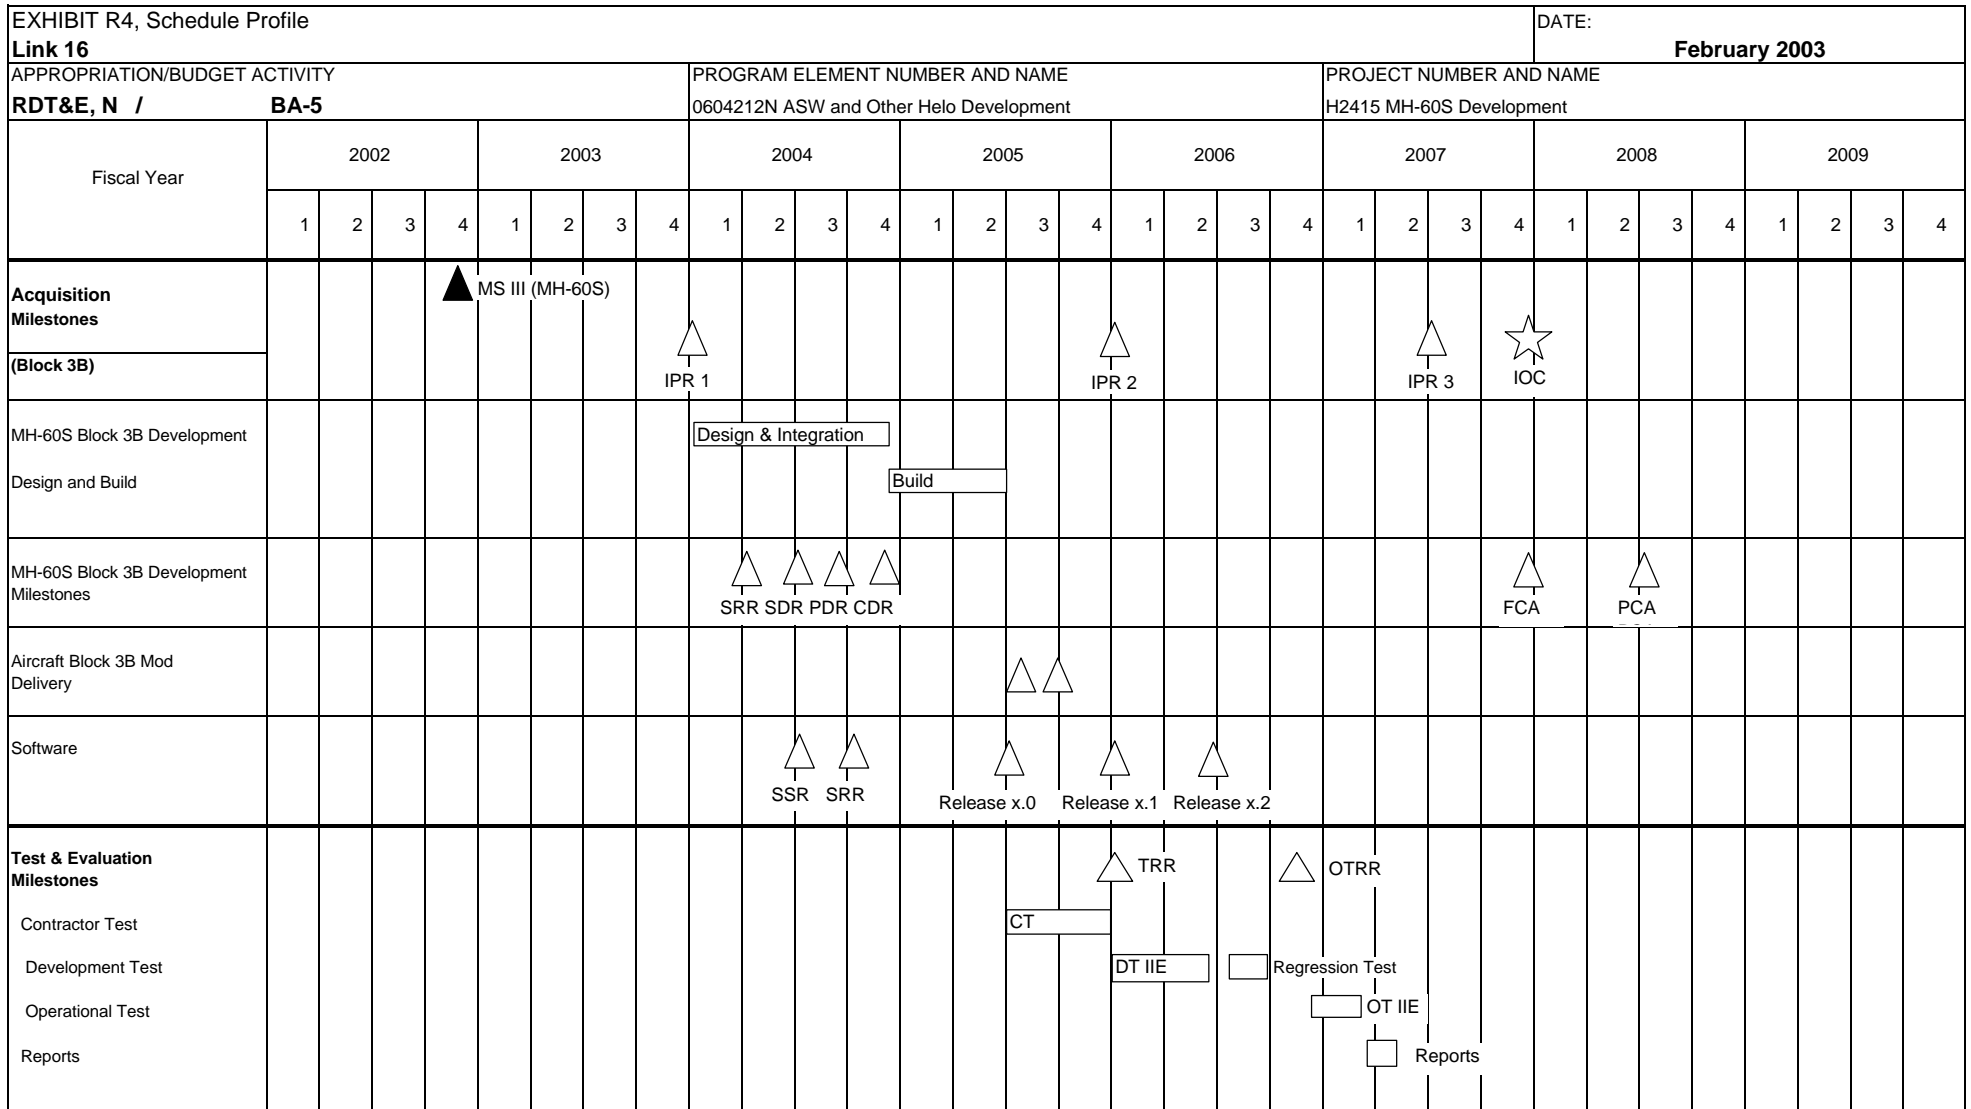 EXHIBIT R4, Schedule Profile
DATE:
Link 16
February 2003
APPROPRIATION/BUDGET ACTIVITY
PROGRAM ELEMENT NUMBER AND NAME
PROJECT NUMBER AND NAME
RDT&E, N / BA-5
0604212N ASW and Other Helo Development
H2415 MH-60S Development
Fiscal Year
2002 2003 2004 2005 2006 2007 2008 2009
1 2 3 4 1 2 3 4 1 2 3 4 1 2 3 4 1 2 3 4 1 2 3 4 1 2 3 4 1 2 3 4
Acquisition
Milestones
MS III (MH-60S)
(Block 3B)
IPR 1 IPR 2 IPR 3 IOC
MH-60S Block 3B Development
Design & Integration
Design and Build
Build
MH-60S Block 3B Development
Milestones
SRR SDR PDR CDR FCA PCA
Aircraft Block 3B Mod
Delivery
Software
SSR SRR Release x.0 Release x.1 Release x.2
Test & Evaluation
Milestones
TRR OTRR
Contractor Test
CT
Development Test
DT IIE Regression Test
Operational Test
OT IIE
Reports
Reports